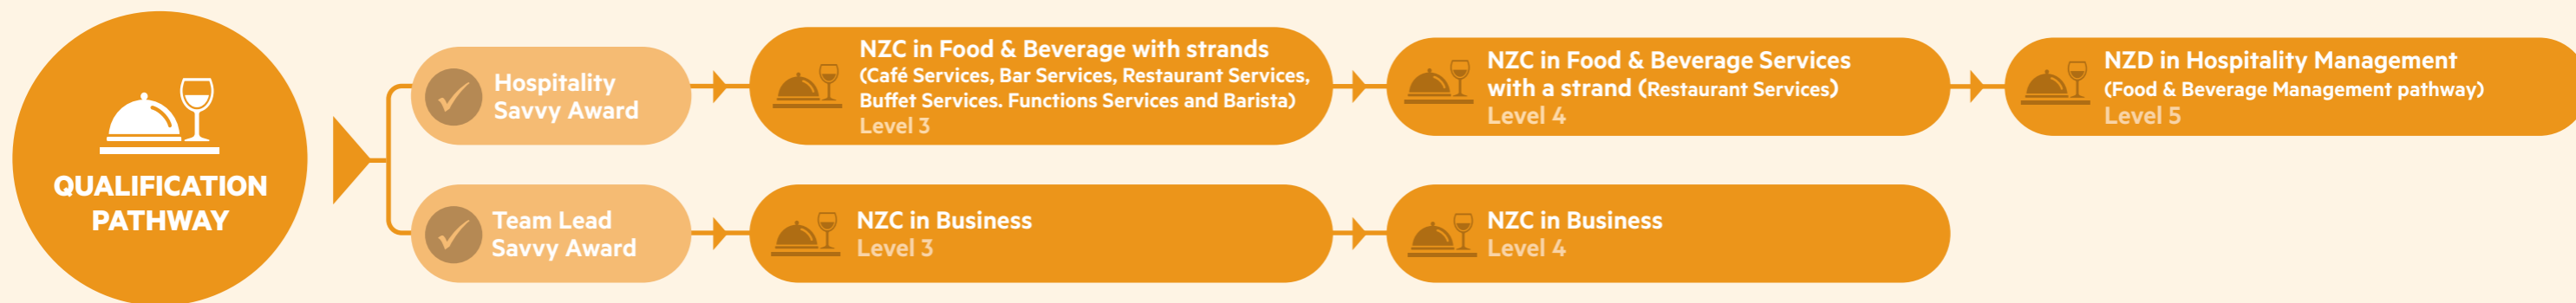 QUALIFICATION
PATHWAY
Hospitality
Savvy Award
NZC in Food & Beverage with strands
(Café Services, Bar Services, Restaurant Services,
Buffet Services. Functions Services and Barista)
Level 3
NZC in Food & Beverage Services
with a strand (Restaurant Services)
Level 4
NZD in Hospitality Management
(Food & Beverage Management pathway)
Level 5
Team Lead
Savvy Award
NZC in Business
Level 3
NZC in Business
Level 4